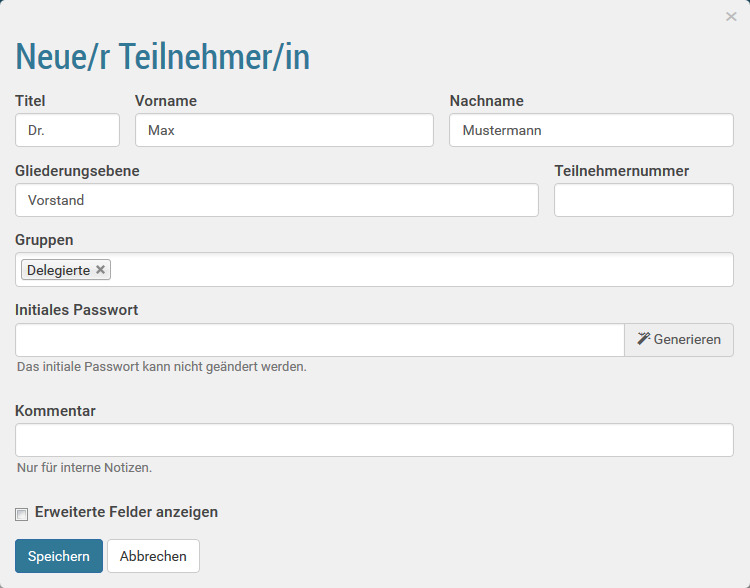 ×
Neue/r Teilnehmer/in
Titel Vorname Nachname
Dr. Max Mustermann
Gliederungsebene Teilnehmernummer
Vorstand
Gruppen
Delegierte ×
Initiales Passwort
Generieren
Das initiale Passwort kann nicht geändert werden.
Kommentar
Nur für interne Notizen.
Erweiterte Felder anzeigen
Speichern Abbrechen